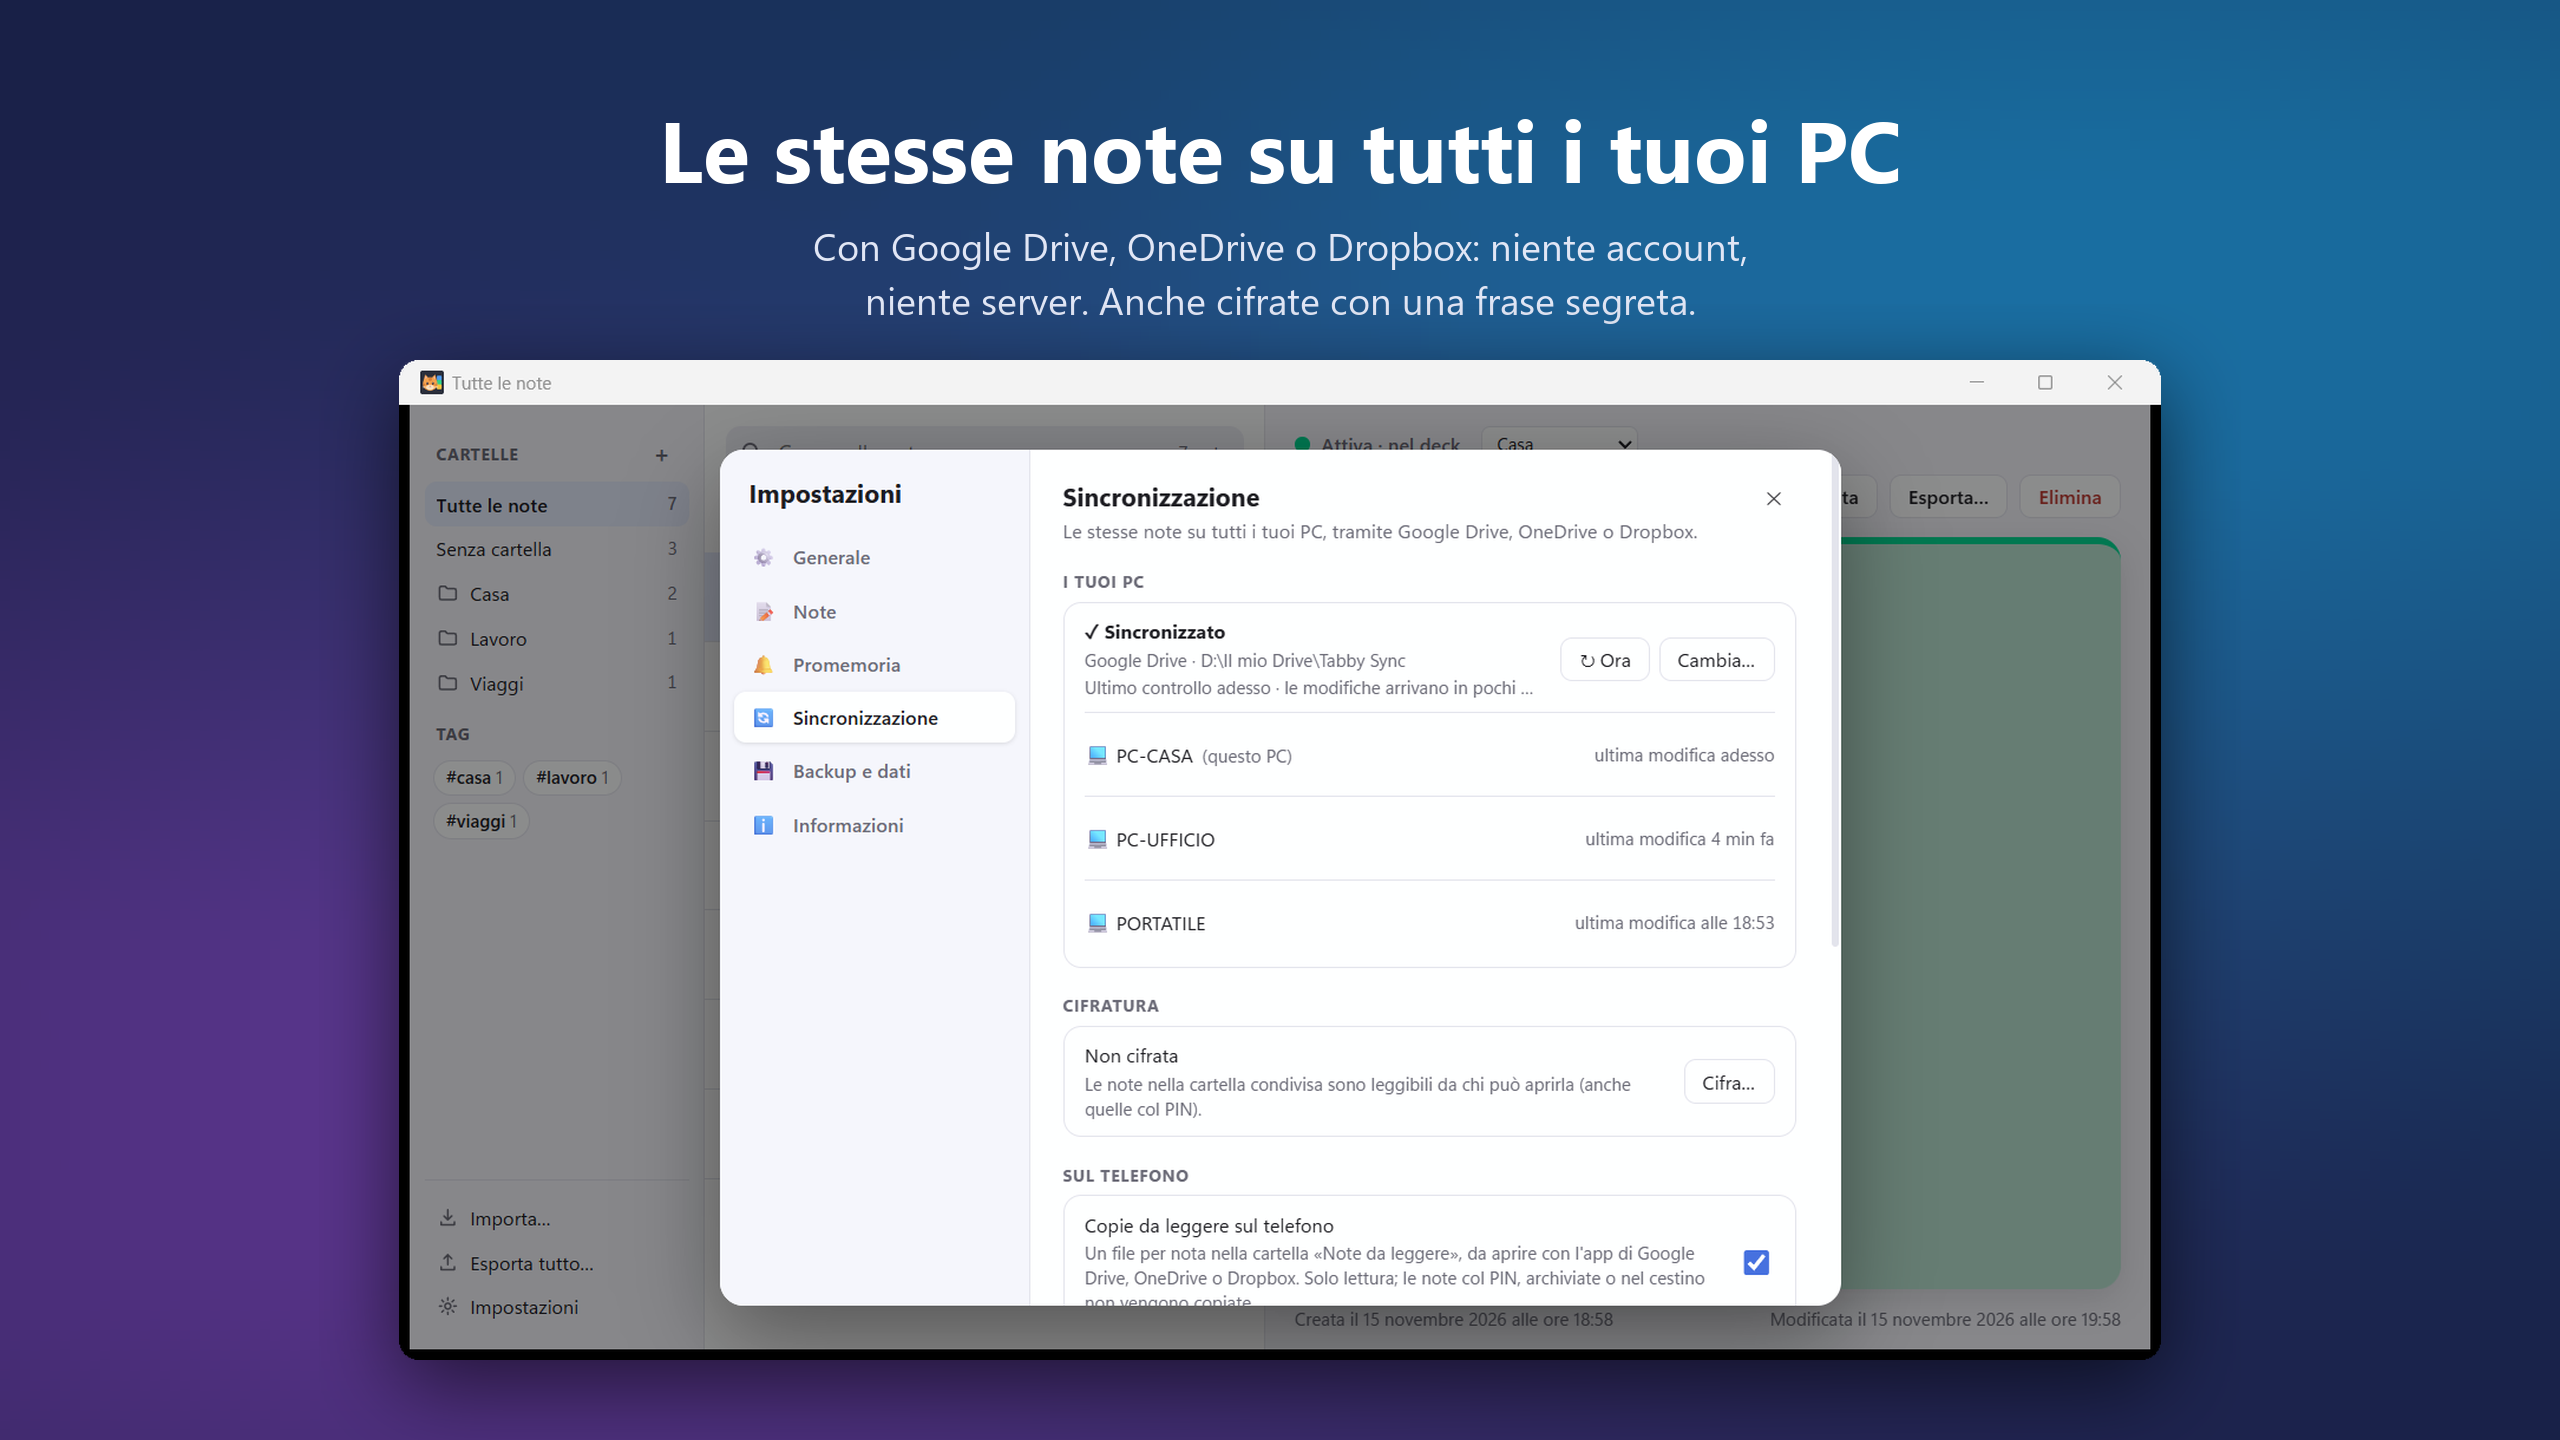 Le stesse note su tutti i tuoi PC
Con Google Drive, OneDrive o Dropbox: niente account,
niente server. Anche cifrate con una frase segreta.
Tutte le note
CARTELLE +
Tutte le note 7
Senza cartella 3
Casa 2
Lavoro 1
Viaggi 1
TAG
#casa 1 #lavoro 1
#viaggi 1
Importa...
Esporta tutto...
Impostazioni
Attiva · nel deck Casa
ta Esporta... Elimina
Impostazioni
Generale
Note
Promemoria
Sincronizzazione
Backup e dati
Informazioni
Sincronizzazione
Le stesse note su tutti i tuoi PC, tramite Google Drive, OneDrive o Dropbox.
I TUOI PC
✓ Sincronizzato
Google Drive · D:\Il mio Drive\Tabby Sync
Ultimo controllo adesso · le modifiche arrivano in pochi ...
↻ Ora Cambia...
PC-CASA (questo PC) ultima modifica adesso
PC-UFFICIO ultima modifica 4 min fa
PORTATILE ultima modifica alle 18:53
CIFRATURA
Non cifrata
Le note nella cartella condivisa sono leggibili da chi può aprirla (anche
quelle col PIN).
Cifra...
SUL TELEFONO
Copie da leggere sul telefono
Un file per nota nella cartella «Note da leggere», da aprire con l'app di Google
Drive, OneDrive o Dropbox. Solo lettura; le note col PIN, archiviate o nel cestino
non vengono copiate.
Creata il 15 novembre 2026 alle ore 18:58
Modificata il 15 novembre 2026 alle ore 19:58